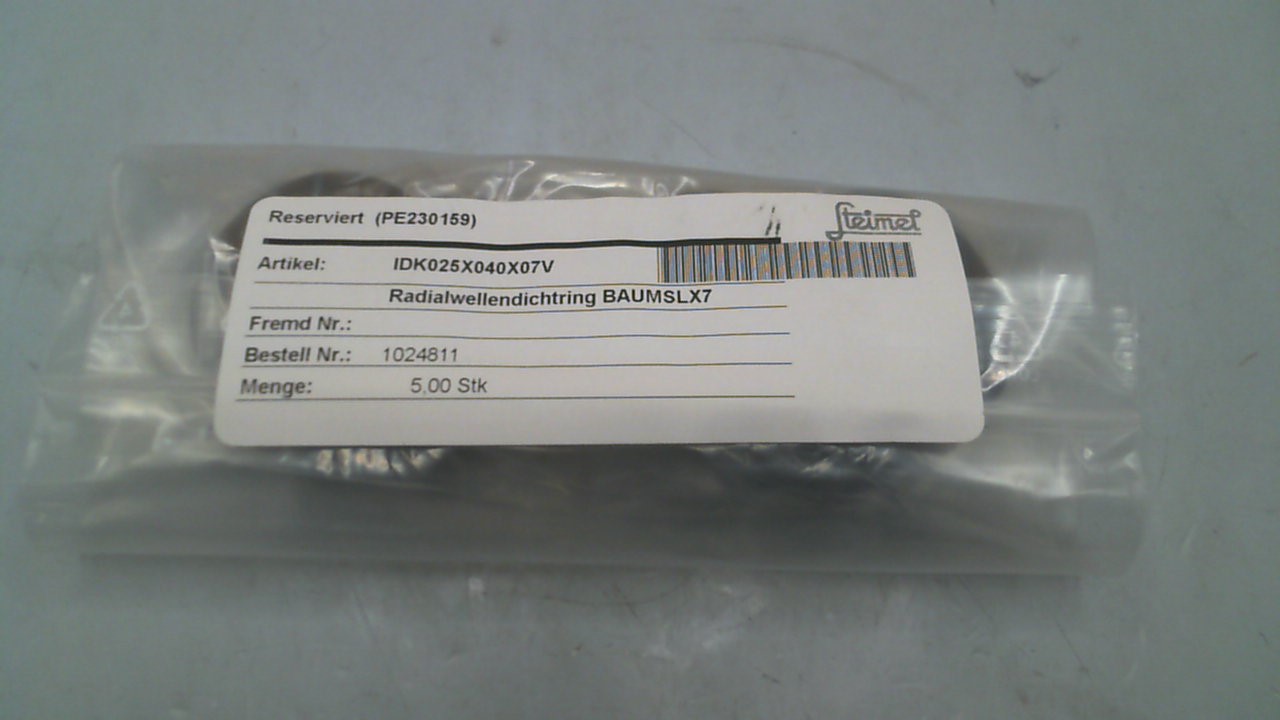 Reserviert (PE230159)
Steimel
Artikel: IDK025X040X07V
Radialwellendichtring BAUMSLX7
Fremd Nr.:
Bestell Nr.: 1024811
Menge: 5,00 Stk